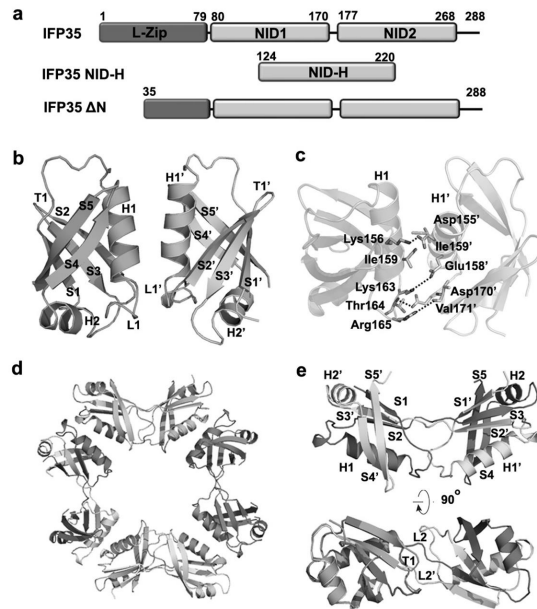 a
1 79 80 170 177 268 288
IFP35 L-Zip NID1 NID2
124 220
IFP35 NID-H NID-H
35 288
IFP35 ΔN
b
H1' T1'
T1 S2 S5 H1 S5' S4'
S4 S3 S2' S3' S1'
S1 L1 L1'
H2 H2'
c
H1 H1'
Asp155'
Lys156 Ile159'
Ile159 Glu158'
Lys163
Thr164 Asp170'
Arg165 Val171'
d
e
H2' S5' S5 H2
S1 S1'
S3' S2 S3 S2'
H1 S4' S4 H1'
90°
L2
T1
L2'